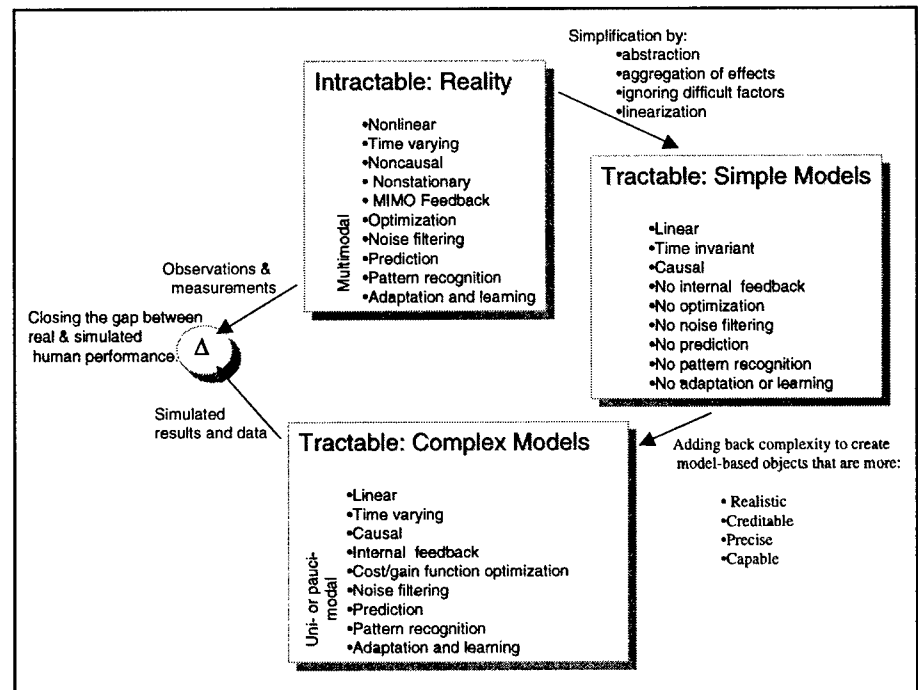 Simplification by:
•abstraction
•aggregation of effects
•ignoring difficult factors
•linearization
Intractable: Reality
•Nonlinear
•Time varying
•Noncausal
• Nonstationary
• MIMO Feedback
•Optimization
•Noise filtering
•Prediction
•Pattern recognition
•Adaptation and learning
Multimodal
Tractable: Simple Models
•Linear
•Time invariant
•Causal
•No internal feedback
•No optimization
•No noise filtering
•No prediction
•No pattern recognition
•No adaptation or learning
Observations &
measurements
Closing the gap between
real & simulated
human performance
Δ
Simulated
results and data
Tractable: Complex Models
•Linear
•Time varying
•Causal
•Internal feedback
•Cost/gain function optimization
•Noise filtering
•Prediction
•Pattern recognition
•Adaptation and learning
Uni- or pauci-
modal
Adding back complexity to create
model-based objects that are more:
• Realistic
•Creditable
•Precise
•Capable